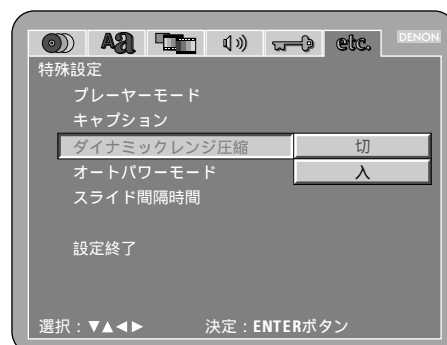 Aa etc. DENON
特殊設定
プレーヤーモード
キャプション
ダイナミックレンジ圧縮 切
オートパワーモード 入
スライド間隔時間
設定終了
選択：▼▲◀▶ 決定：ENTERボタン